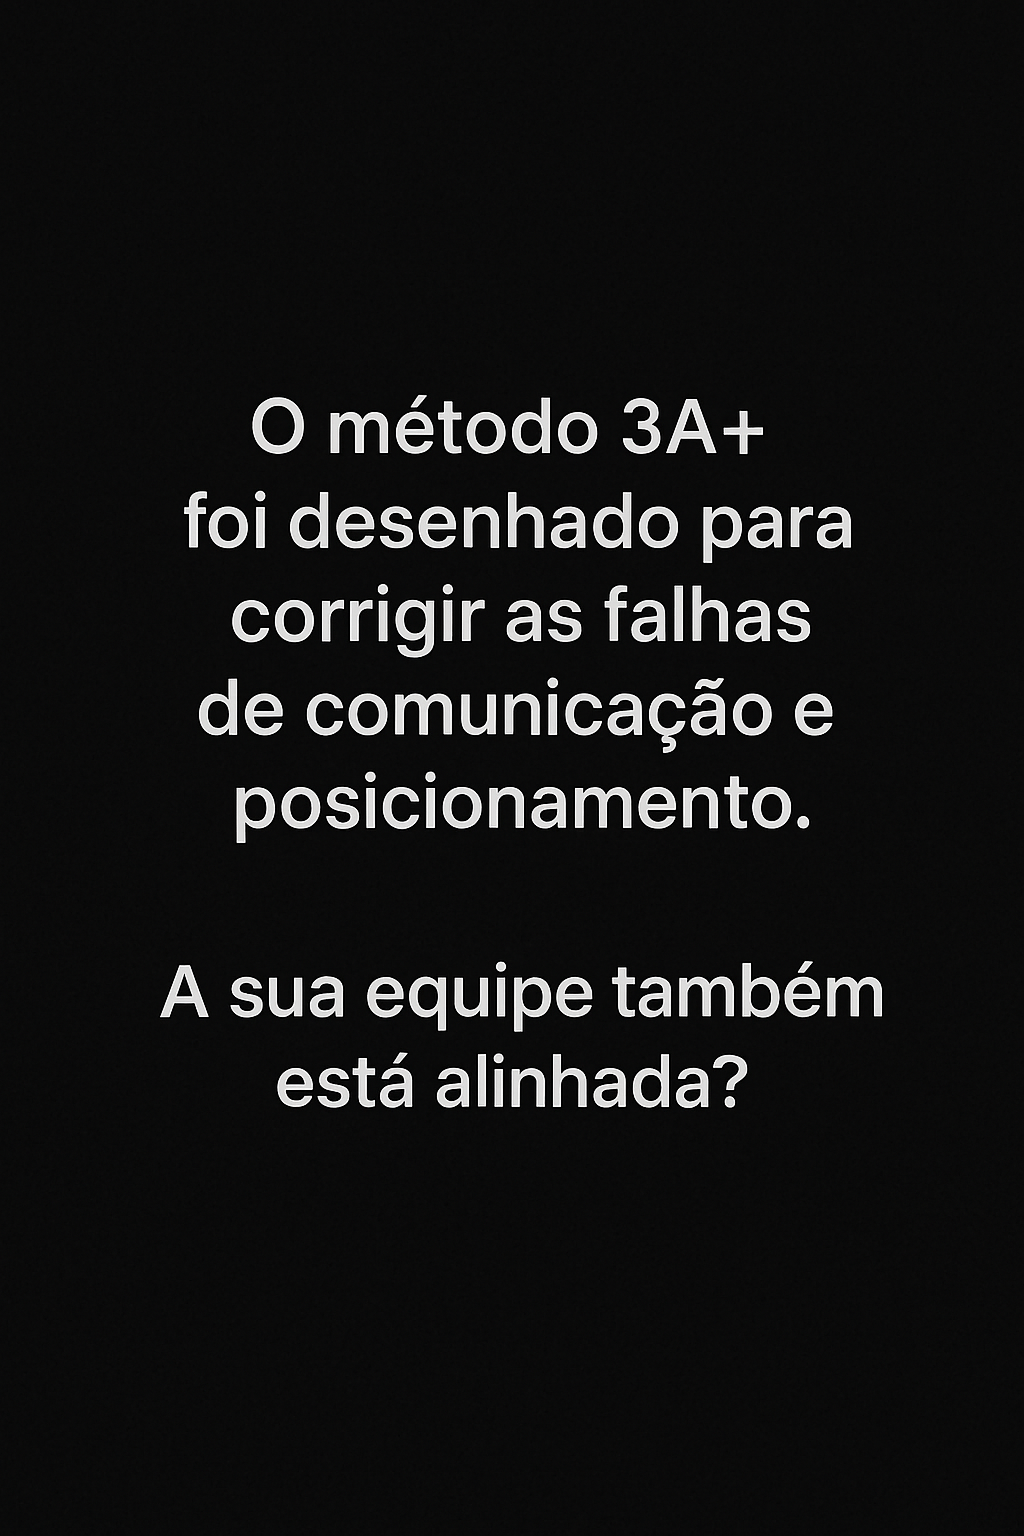 O método 3A+
foi desenhado para
corrigir as falhas
de comunicação e
posicionamento.
A sua equipe também
está alinhada?